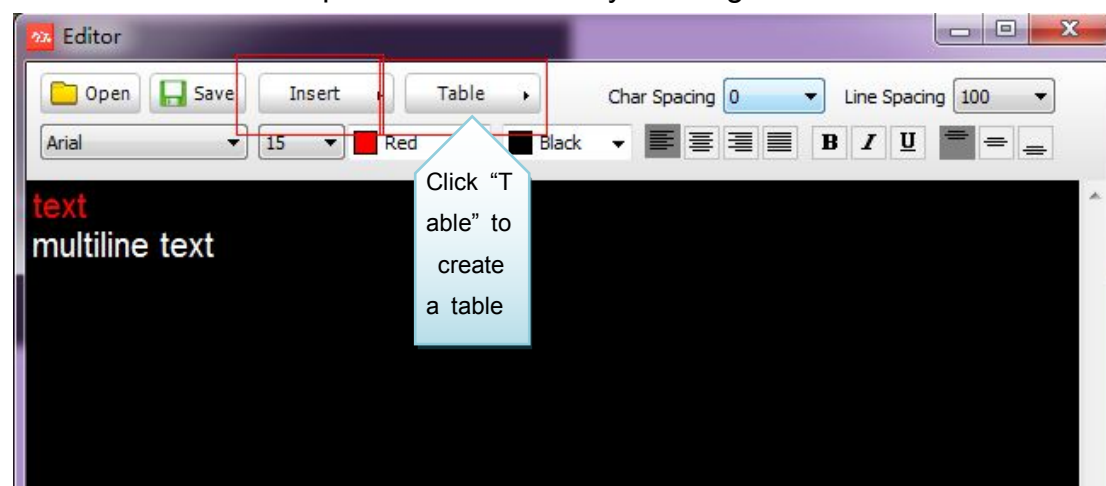 Editor
Open Save Insert Table Char Spacing 0 Line Spacing 100
Arial 15 Red Black B I U
Click “T
able” to
create
a table
text
multiline text